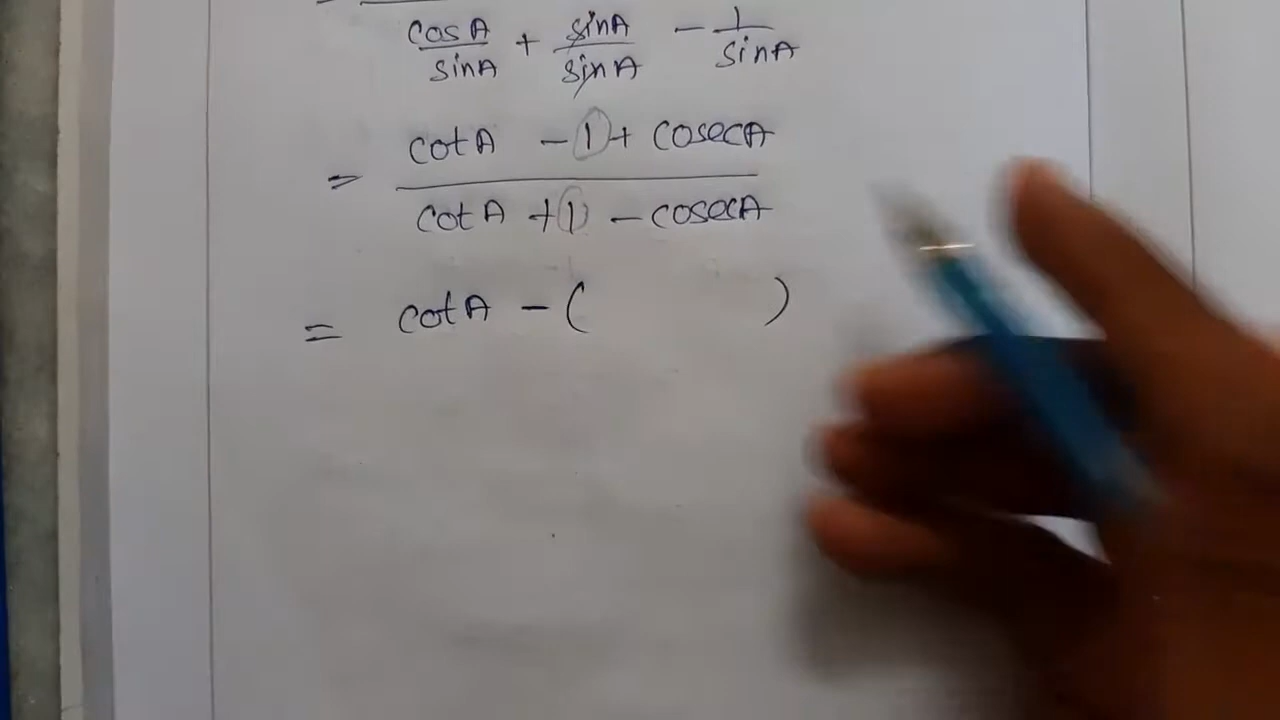 = cosA/sinA + sinA/sinA - 1/sinA
= cotA - 1 + cosecA
cotA + 1 - cosecA
= cotA - ( )